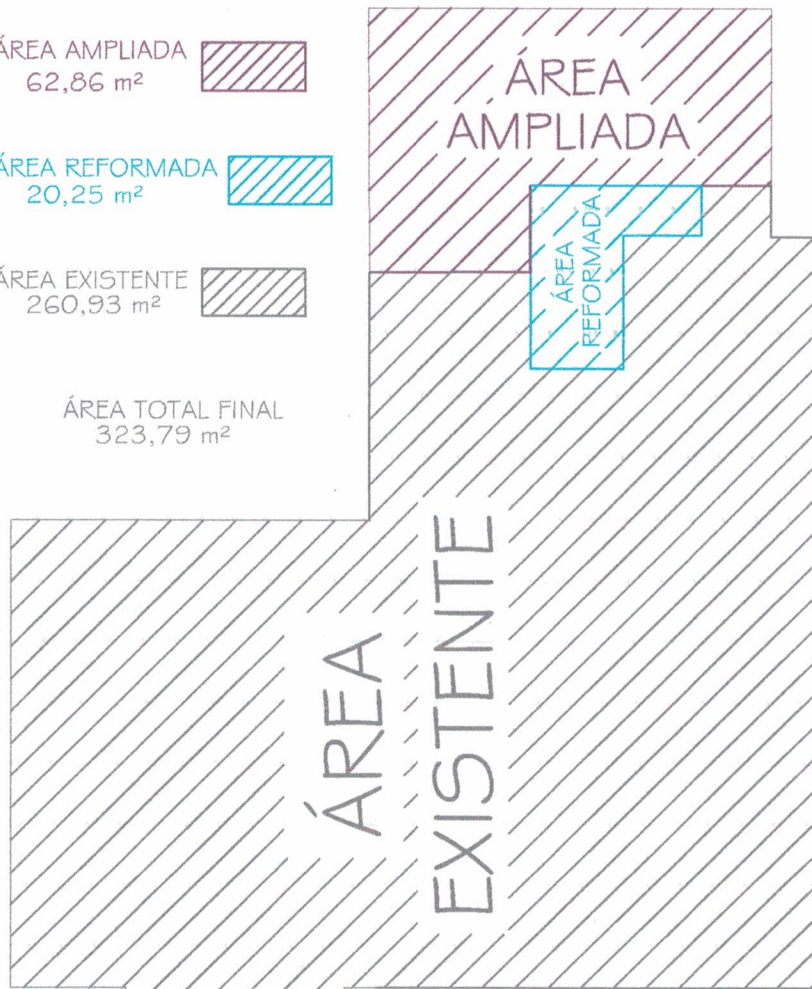 ÁREA AMPLIADA
62,86 m²
ÁREA REFORMADA
20,25 m²
ÁREA EXISTENTE
260,93 m²
ÁREA TOTAL FINAL
323,79 m²
ÁREA
AMPLIADA
ÁREA
REFORMADA
ÁREA
EXISTENTE